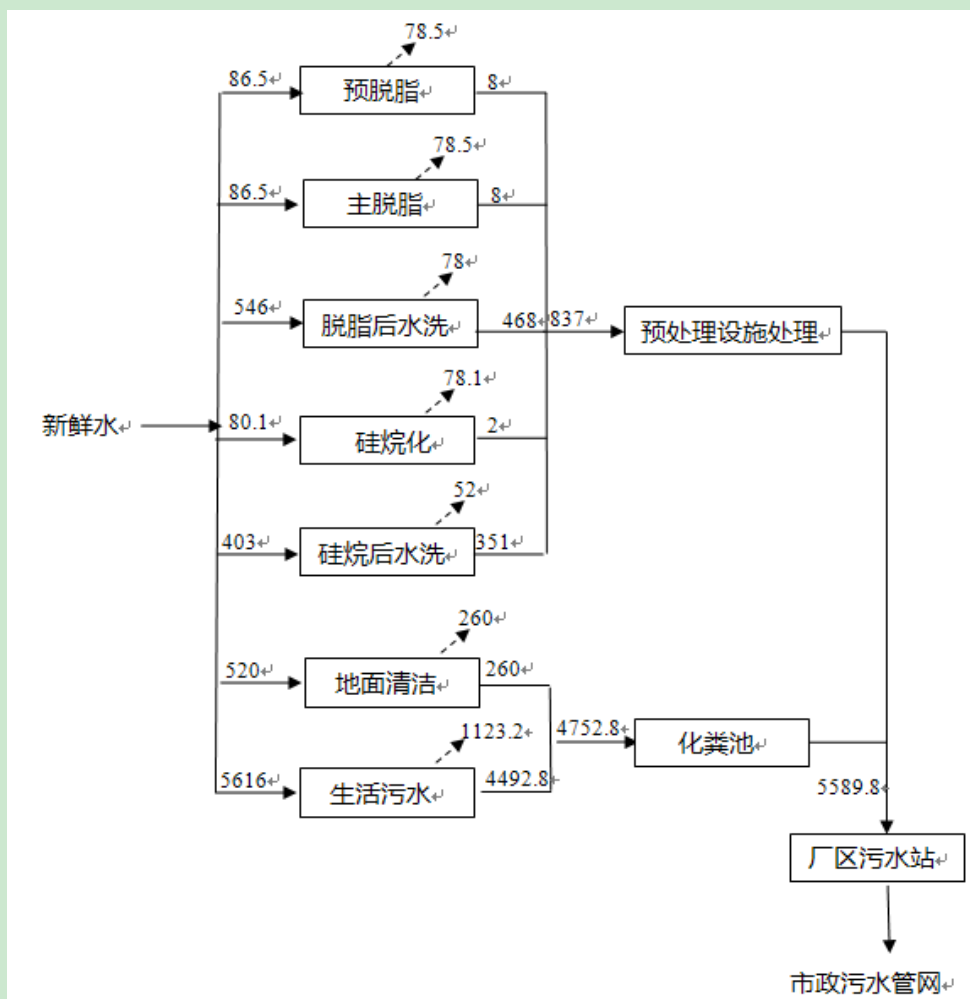 78.5
86.5
预脱脂
8
78.5
86.5
主脱脂
8
78
546
脱脂后水洗
468
837
预处理设施处理
78.1
新鲜水
80.1
硅烷化
2
52
403
硅烷后水洗
351
260
520
地面清洁
260
1123.2
4752.8
化粪池
5616
生活污水
4492.8
5589.8
厂区污水站
市政污水管网